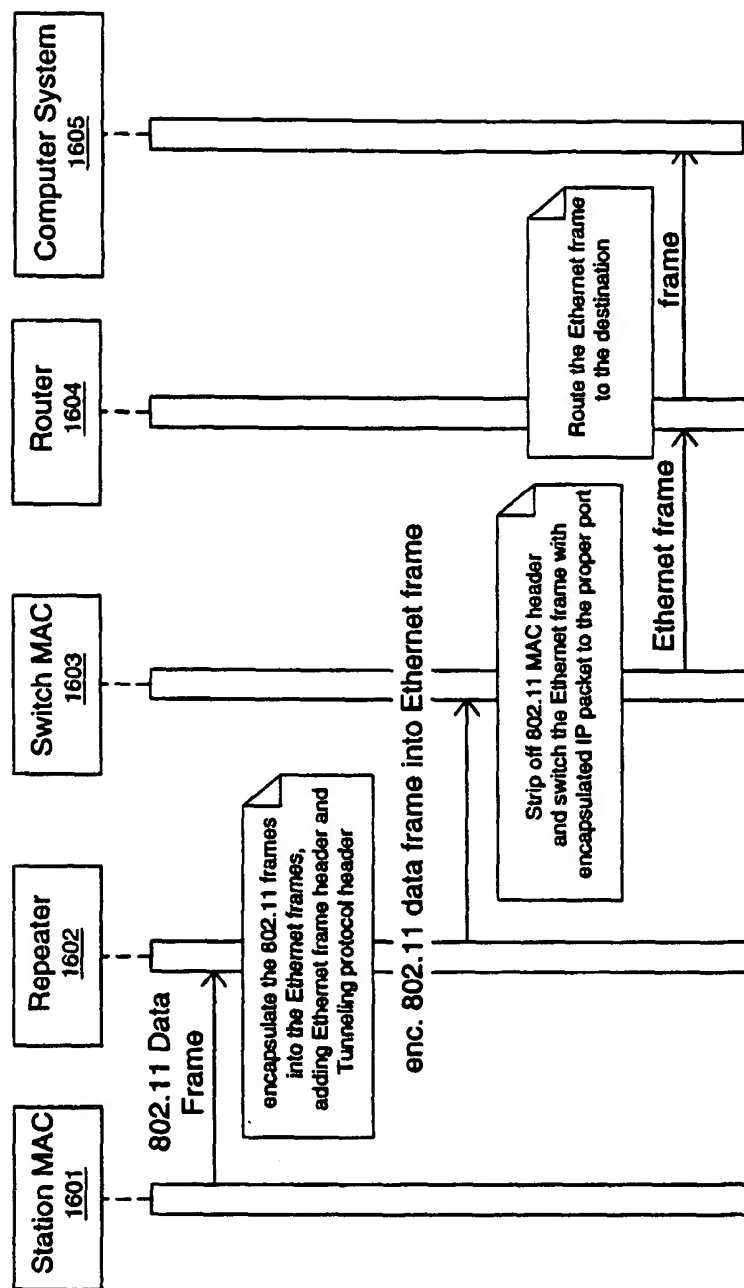 Station MAC
1601
Repeater
1602
Switch MAC
1603
Router
1604
Computer System
1605
802.11 Data
Frame
encapsulate the 802.11 frames
into the Ethernet frames,
adding Ethernet frame header and
Tunneling protocol header
enc. 802.11 data frame into Ethernet frame
Strip off 802.11 MAC header
and switch the Ethernet frame with
encapsulated IP packet to the proper port
Ethernet frame
Route the Ethernet frame
to the destination
frame